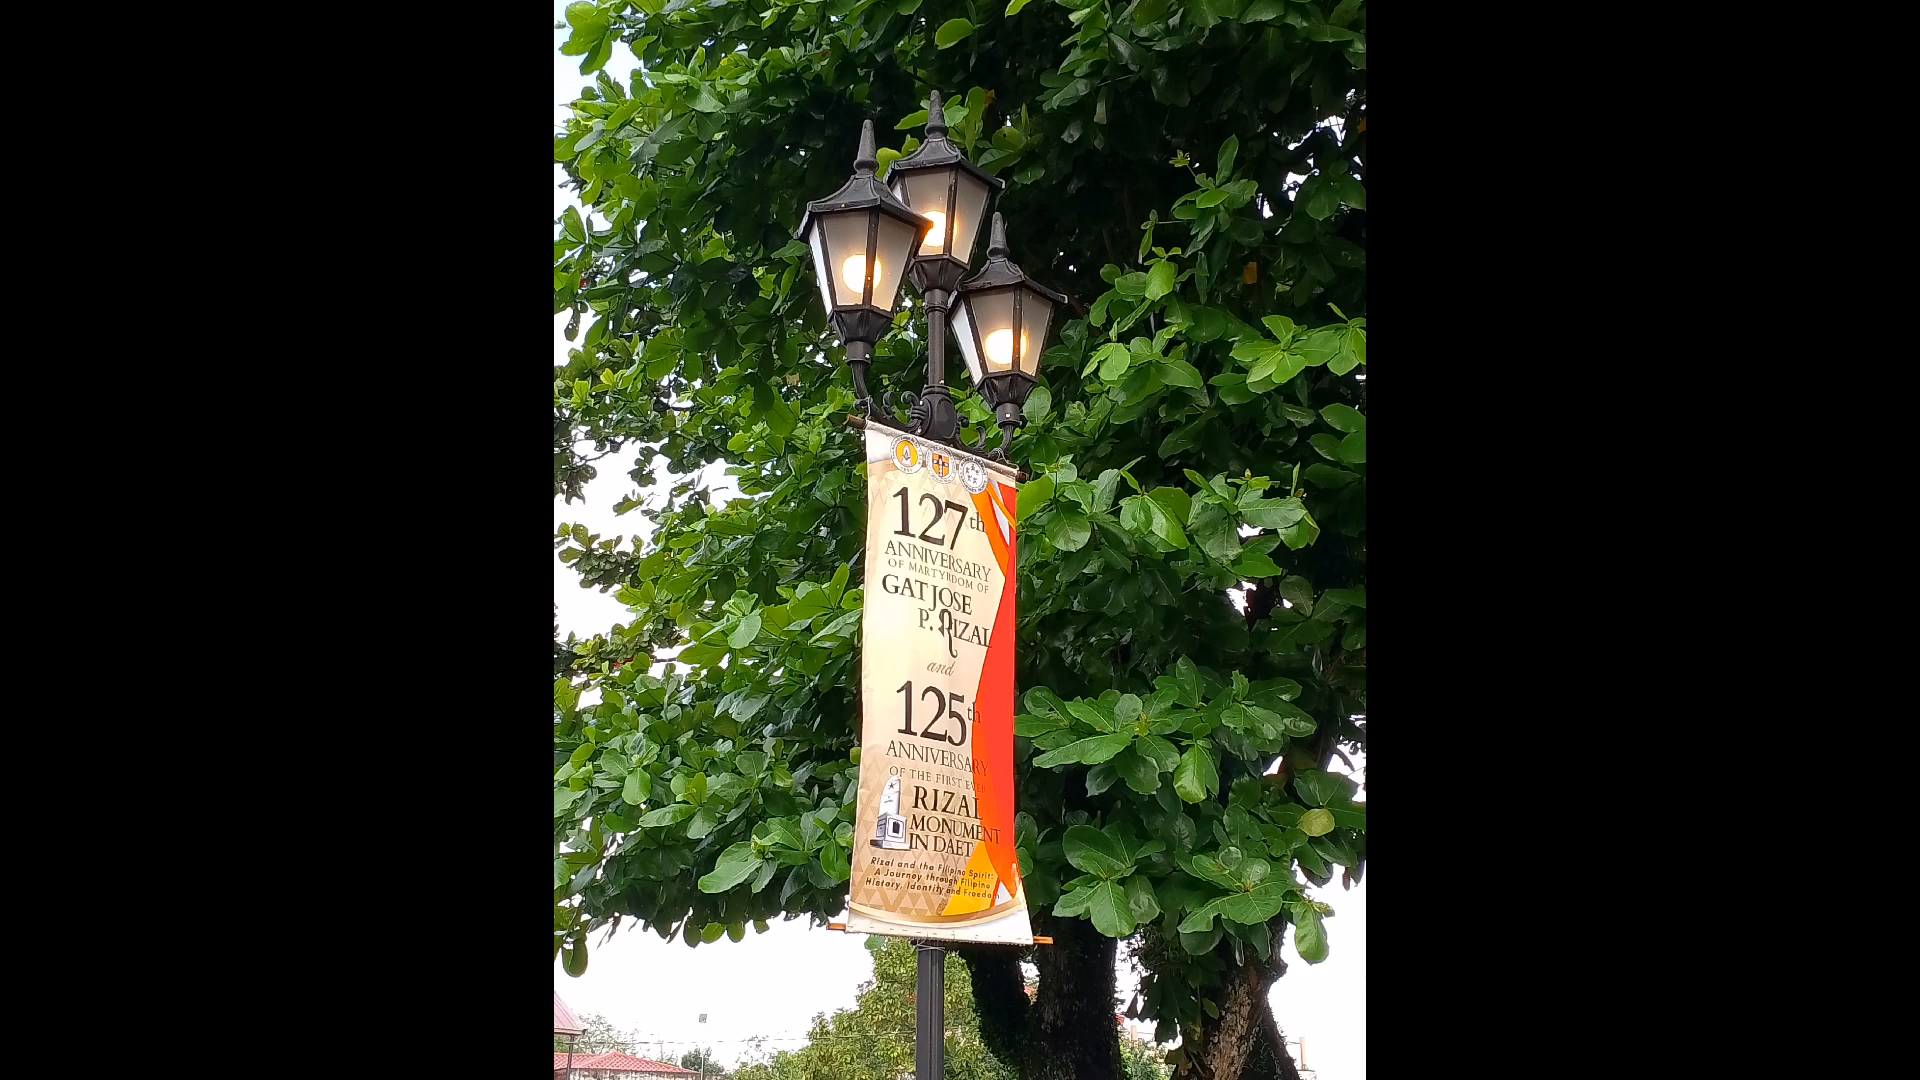 127th
ANNIVERSARY
OF MARTYRDOM OF
GAT JOSE
P. RIZAL
and
125th
ANNIVERSARY
OF THE FIRST EVER
RIZAL
MONUMENT
IN DAET
Rizal and the Filipino Spirit:
A Journey through Filipino
History, Identity and Freedom